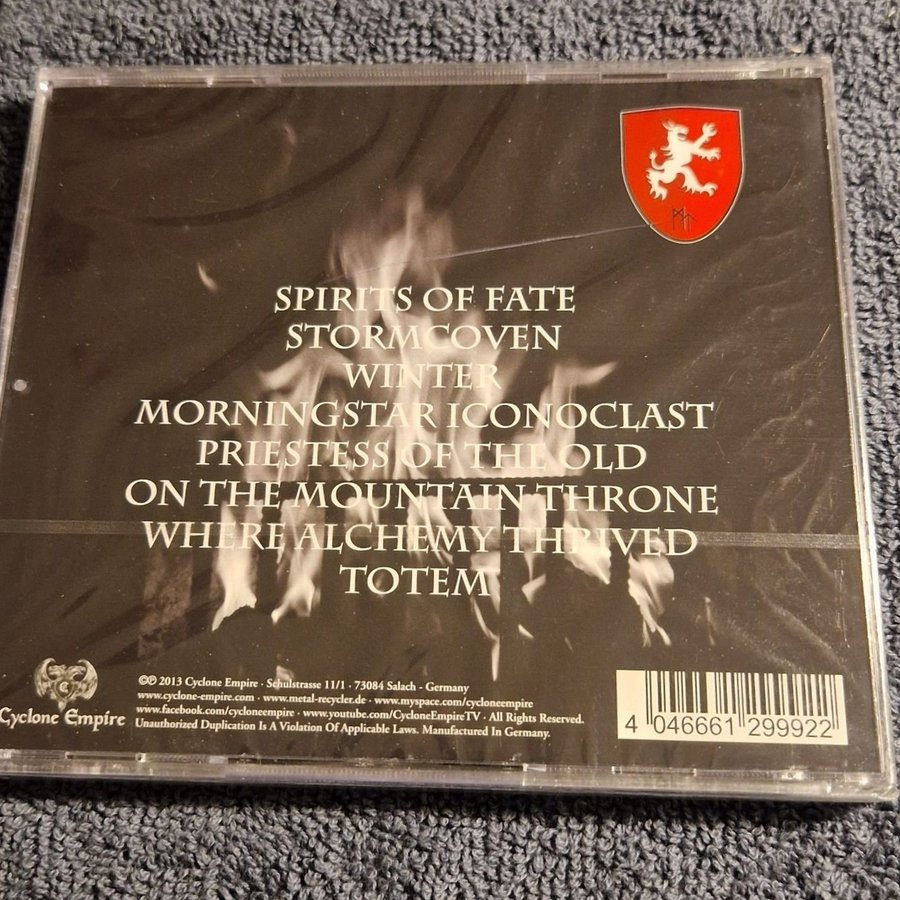 SPIRITS OF FATE
STORMCOVEN
WINTER
MORNINGSTAR ICONOCLAST
PRIESTESS OF THE OLD
ON THE MOUNTAIN THRONE
WHERE ALCHEMY THRIVED
TOTEM
Cyclone Empire
©℗ 2013 Cyclone Empire · Schulstrasse 11/1 · 73084 Salach - Germany
www.cyclone-empire.com · www.metal-recycler.de · www.myspace.com/cycloneempire
www.facebook.com/cycloneempire · www.youtube.com/CycloneEmpireTV · All Rights Reserved.
Unauthorized Duplication Is A Violation Of Applicable Laws. Manufactured In Germany.
4 046661 299922